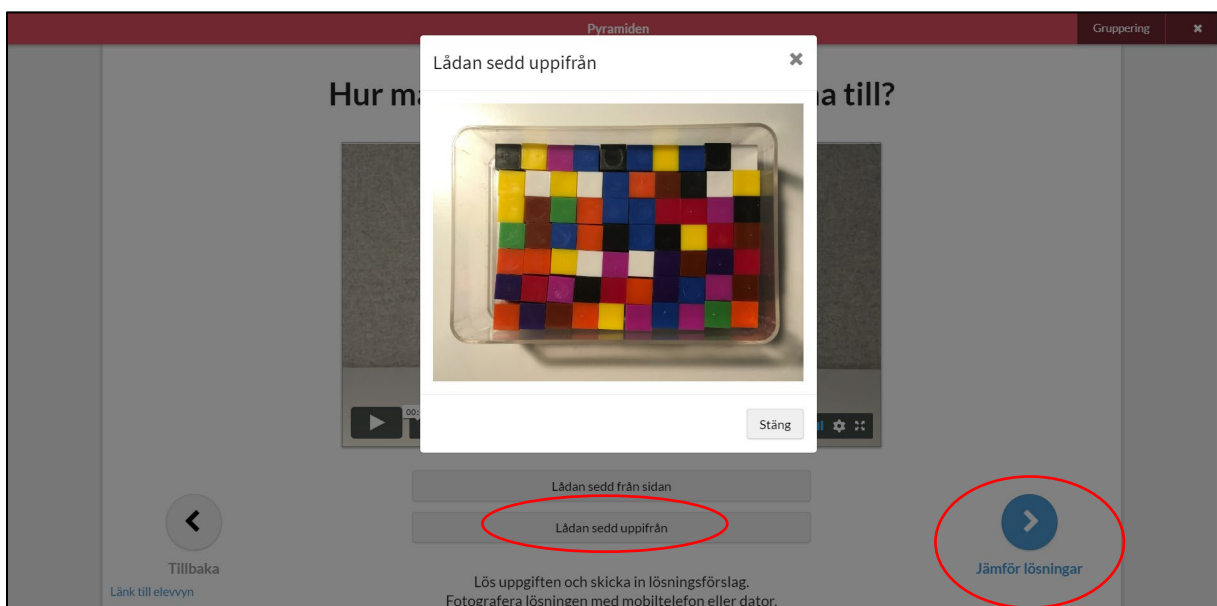 Pyramiden
Gruppering
Lådan sedd uppifrån
Hur m
a till?
00:
Stäng
Lådan sedd från sidan
Lådan sedd uppifrån
Tillbaka
Jämför lösningar
Länk till elevvyn
Lös uppgiften och skicka in lösningsförslag.
Fotografera lösningen med mobiltelefon eller dator.